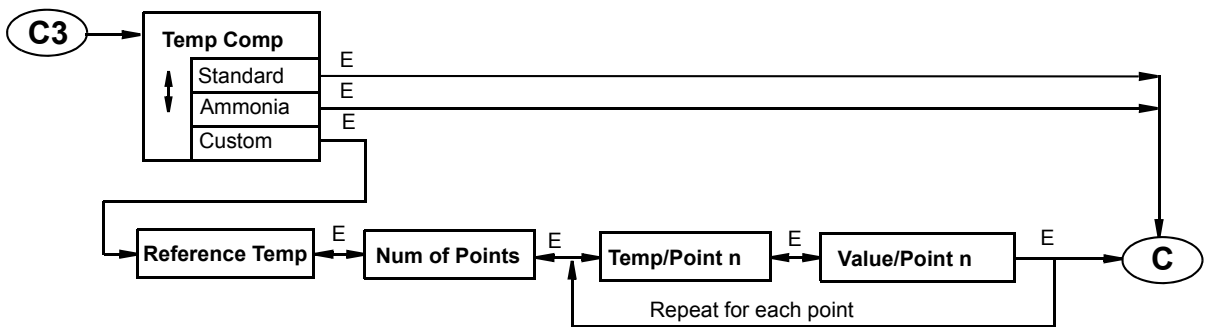 C3
Temp Comp
Standard
Ammonia
Custom
E
E
E
Reference Temp
E
Num of Points
E
Temp/Point n
E
Value/Point n
E
C
Repeat for each point